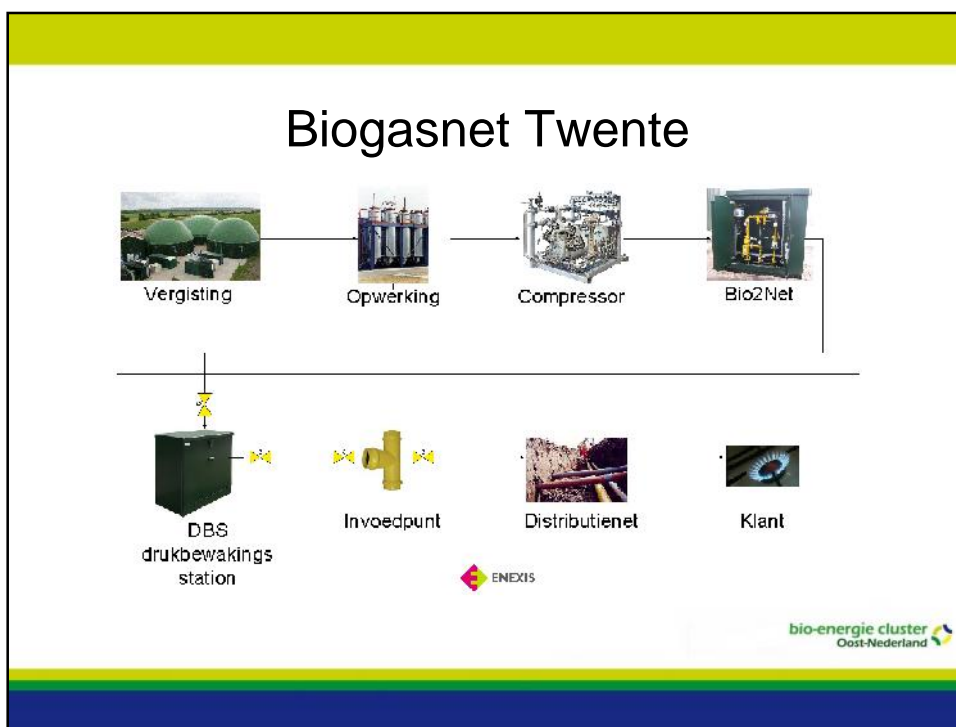 Biogasnet Twente
Vergisting
Opwerking
Compressor
Bio2Net
DBS
drukbewakings
station
Invoedpunt
Distributienet
Klant
ENEXIS
bio-energie cluster
Oost-Nederland